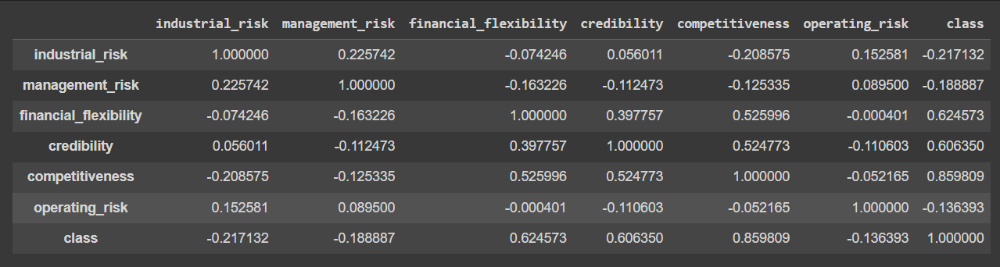 industrial_risk management_risk financial_flexibility credibility competitiveness operating_risk class
industrial_risk 1.000000 0.225742 -0.074246 0.056011 -0.208575 0.152581 -0.217132
management_risk 0.225742 1.000000 -0.163226 -0.112473 -0.125335 0.089500 -0.188887
financial_flexibility -0.074246 -0.163226 1.000000 0.397757 0.525996 -0.000401 0.624573
credibility 0.056011 -0.112473 0.397757 1.000000 0.524773 -0.110603 0.606350
competitiveness -0.208575 -0.125335 0.525996 0.524773 1.000000 -0.052165 0.859809
operating_risk 0.152581 0.089500 -0.000401 -0.110603 -0.052165 1.000000 -0.136393
class -0.217132 -0.188887 0.624573 0.606350 0.859809 -0.136393 1.000000